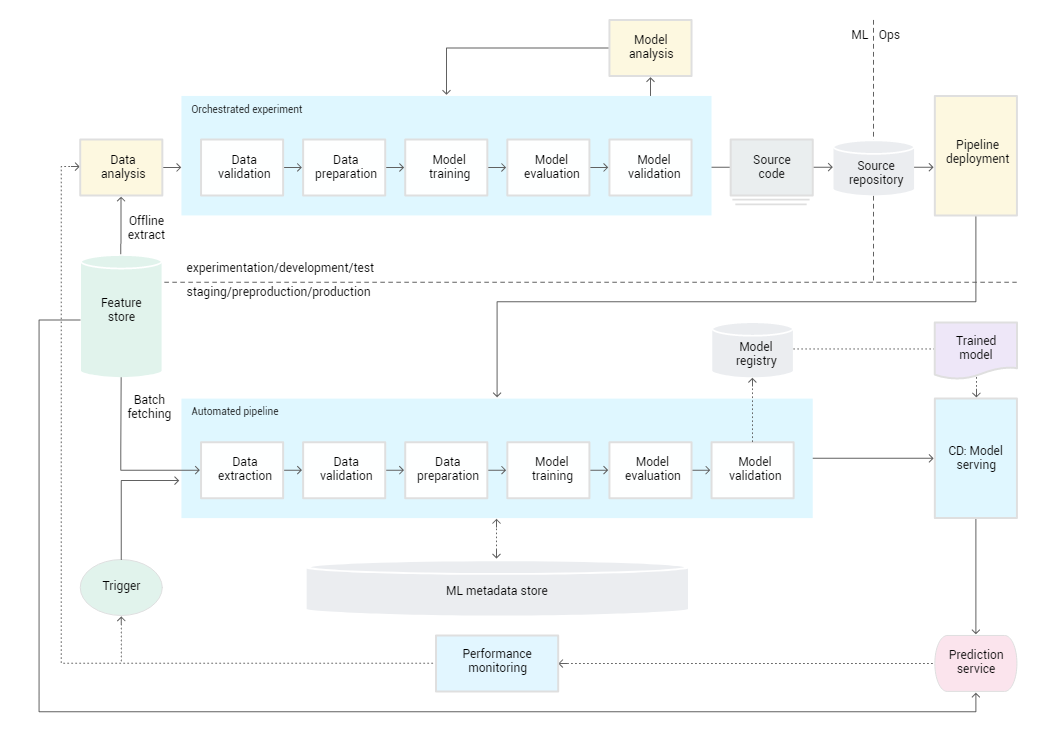 Model
analysis
ML
Ops
Orchestrated experiment
Data
analysis
Data
validation
Data
preparation
Model
training
Model
evaluation
Model
validation
Source
code
Source
repository
Pipeline
deployment
Offline
extract
experimentation/development/test
staging/preproduction/production
Feature
store
Model
registry
Trained
model
Batch
fetching
Automated pipeline
Data
extraction
Data
validation
Data
preparation
Model
training
Model
evaluation
Model
validation
CD: Model
serving
Trigger
ML metadata store
Performance
monitoring
Prediction
service